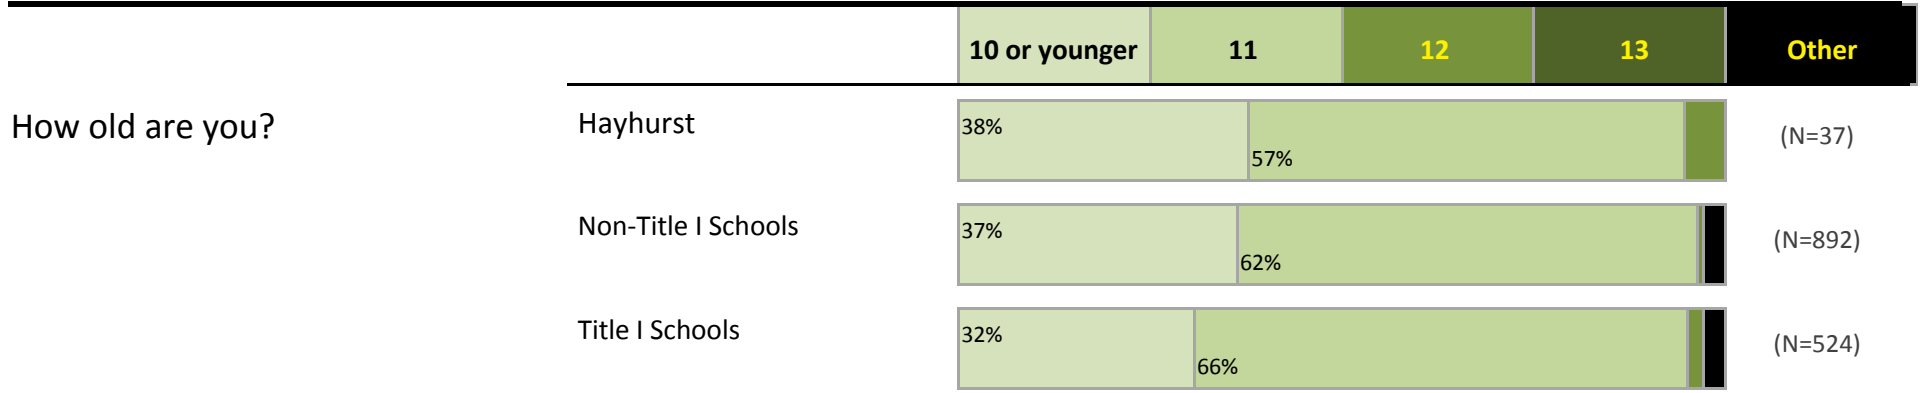 10 or younger 11 12 13 Other
How old are you? Hayhurst 38% 57% (N=37)
Non-Title I Schools 37% 62% (N=892)
Title I Schools 32% 66% (N=524)